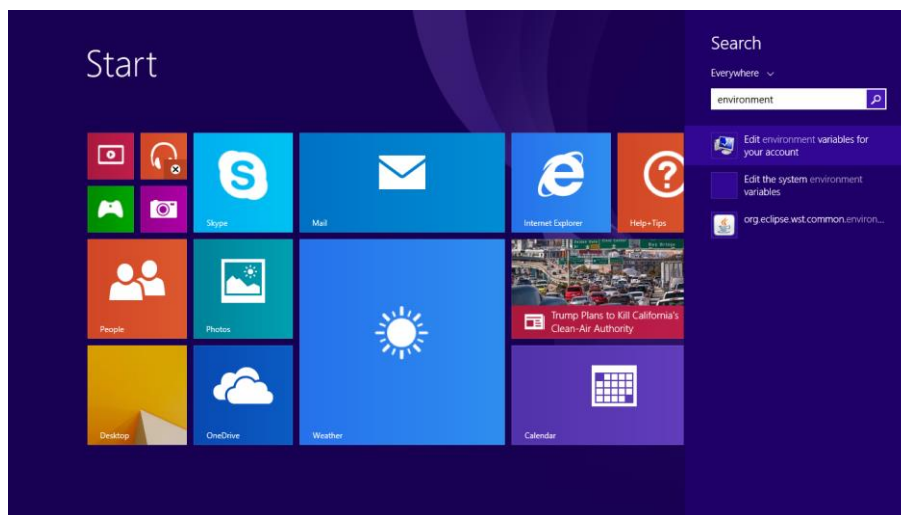 Start
Skype
Mail
Internet Explorer
Help+Tips
People
Photos
Weather
Trump Plans to Kill California's
Clean-Air Authority
Desktop
OneDrive
Calendar
Search
Everywhere
environment
Edit environment variables for
your account
Edit the system environment
variables
org.eclipse.wst.common.environ...